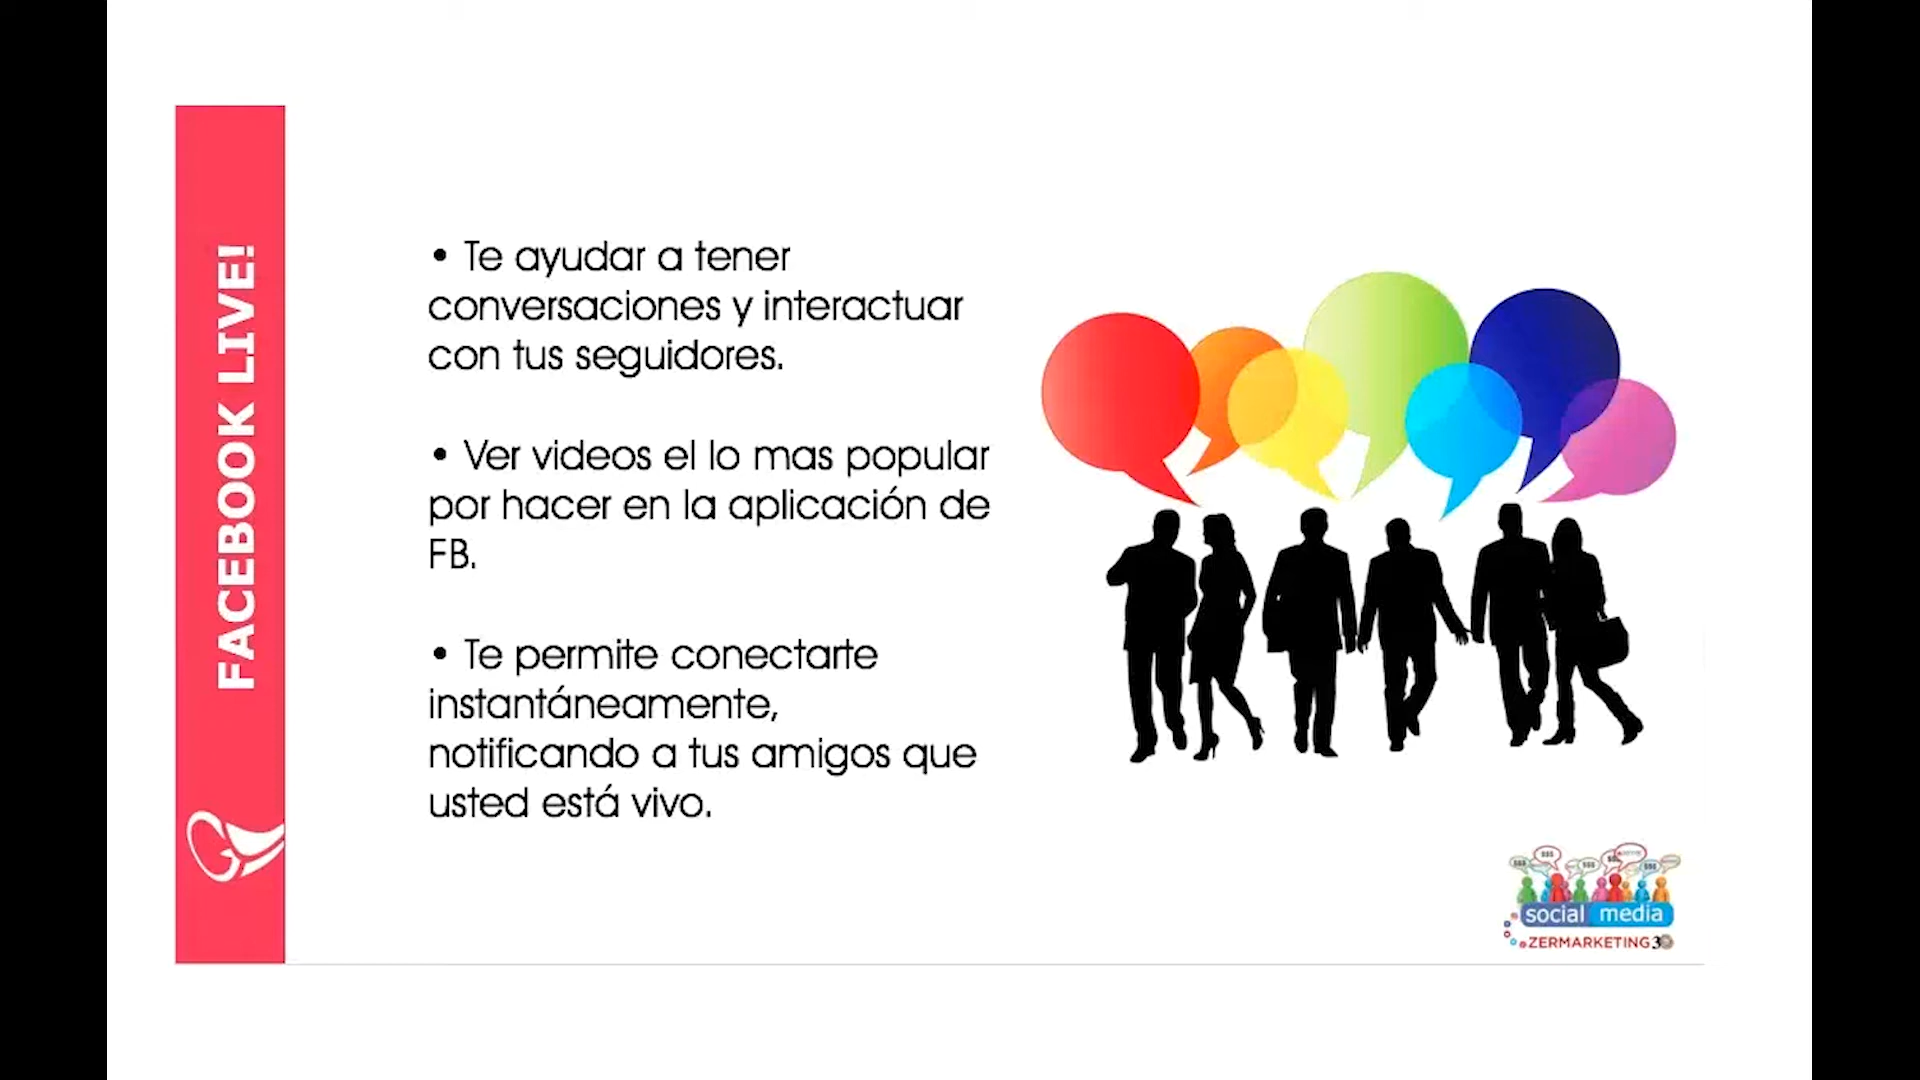 FACEBOOK LIVE!
• Te ayudar a tener
conversaciones y interactuar
con tus seguidores.
• Ver videos el lo mas popular
por hacer en la aplicación de
FB.
• Te permite conectarte
instantáneamente,
notificando a tus amigos que
usted está vivo.
social media
ZERMARKETING3